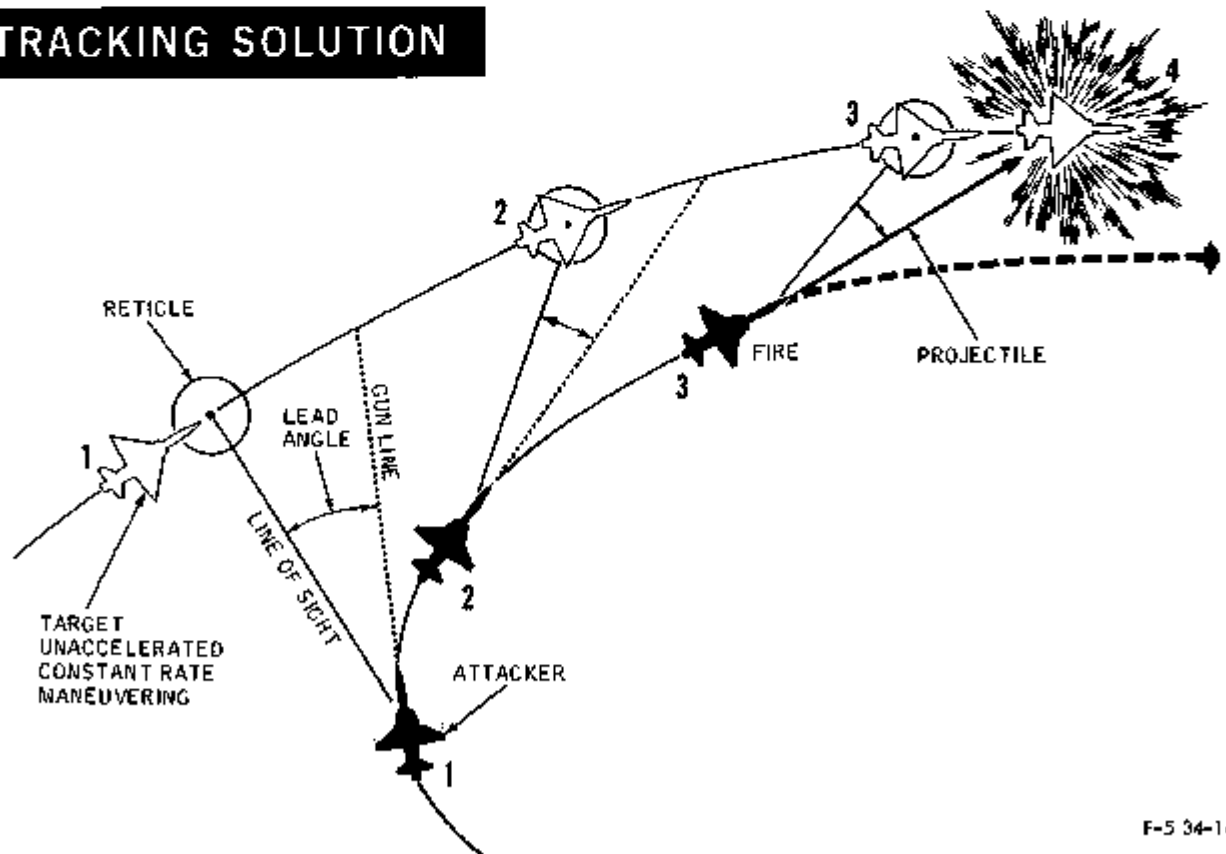 TRACKING SOLUTION
4
3
2
RETICLE
FIRE
PROJECTILE
3
LEAD
ANGLE
GUN LINE
1
LINE OF SIGHT
2
TARGET
UNACCELERATED
CONSTANT RATE
MANEUVERING
ATTACKER
1